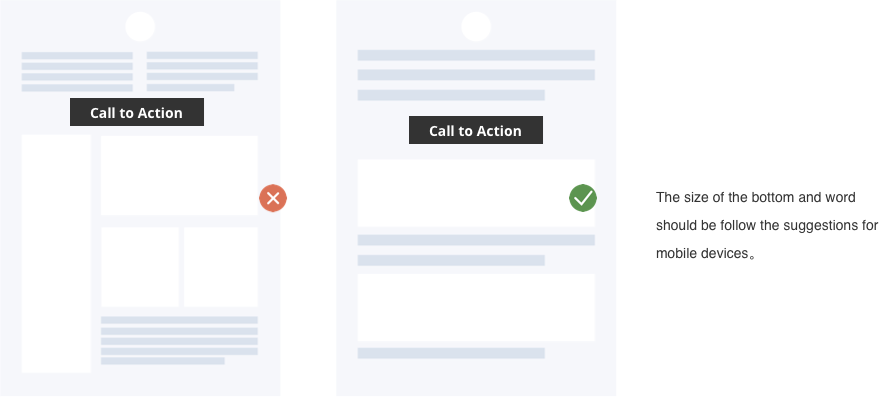 Call to Action
Call to Action
The size of the bottom and word
should be follow the suggestions for
mobile devices。